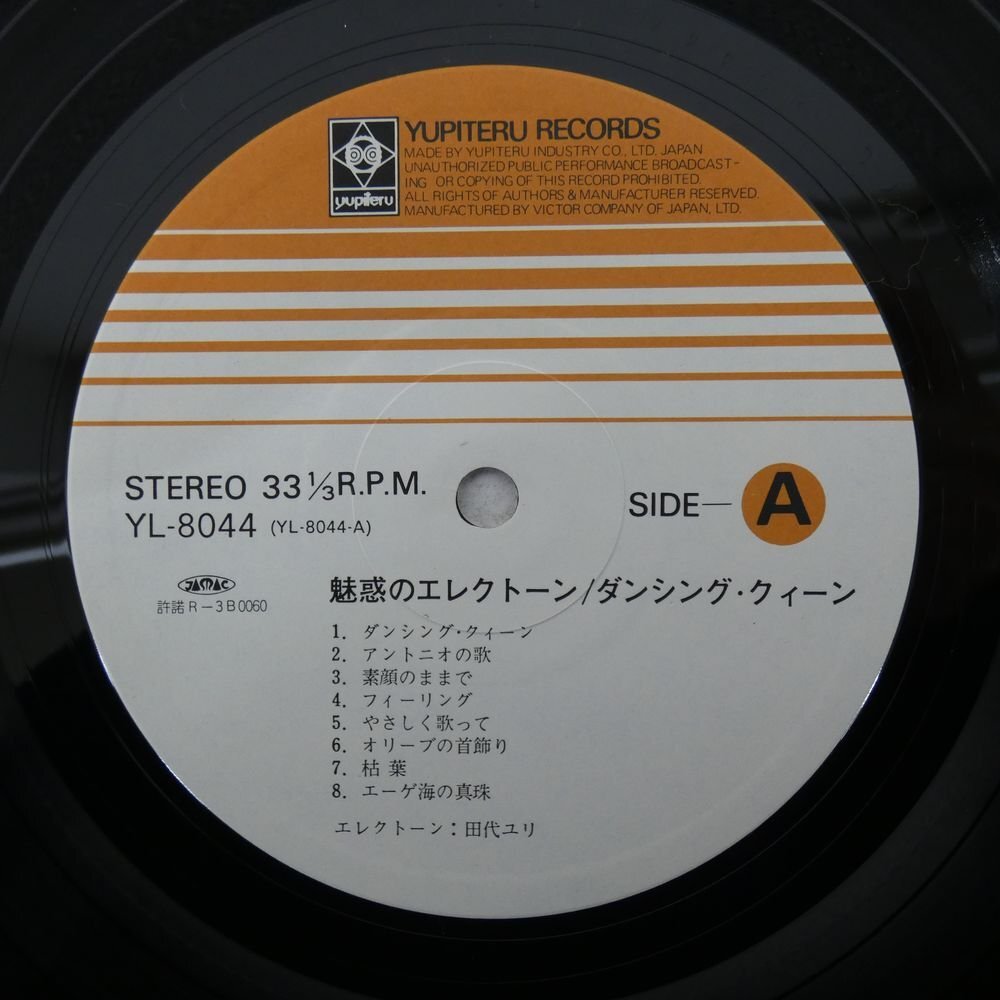 YUPITERU RECORDS
MADE BY YUPITERU INDUSTRY CO., LTD. JAPAN
UNAUTHORIZED PUBLIC PERFORMANCE BROADCAST-
ING OR COPYING OF THIS RECORD PROHIBITED.
ALL RIGHTS OF AUTHORS & MANUFACTURER RESERVED.
MANUFACTURED BY VICTOR COMPANY OF JAPAN, LTD.
yupiteru
STEREO 33 ⅓ R.P.M.
YL-8044 (YL-8044-A)
SIDE—A
JASRAC
許諾R-3B0060
魅惑のエレクトーン/ダンシング・クィーン
1. ダンシング・クィーン
2. アントニオの歌
3. 素顔のままで
4. フィーリング
5. やさしく歌って
6. オリーブの首飾り
7. 枯葉
8. エーゲ海の真珠
エレクトーン:田代ユリ